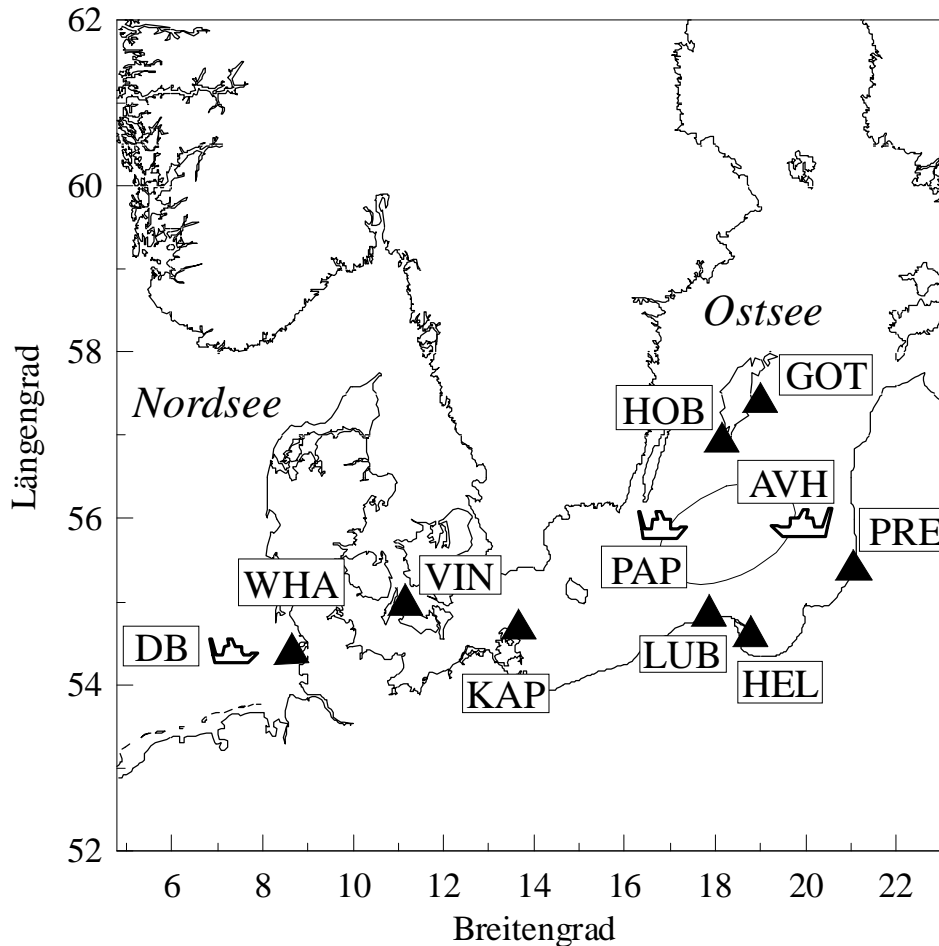 62
60
58
56
54
52
Längengrad
Nordsee
Ostsee
GOT
HOB
AVH
PRE
PAP
WHA
VIN
DB
LUB
KAP
HEL
6 8 10 12 14 16 18 20 22
Breitengrad